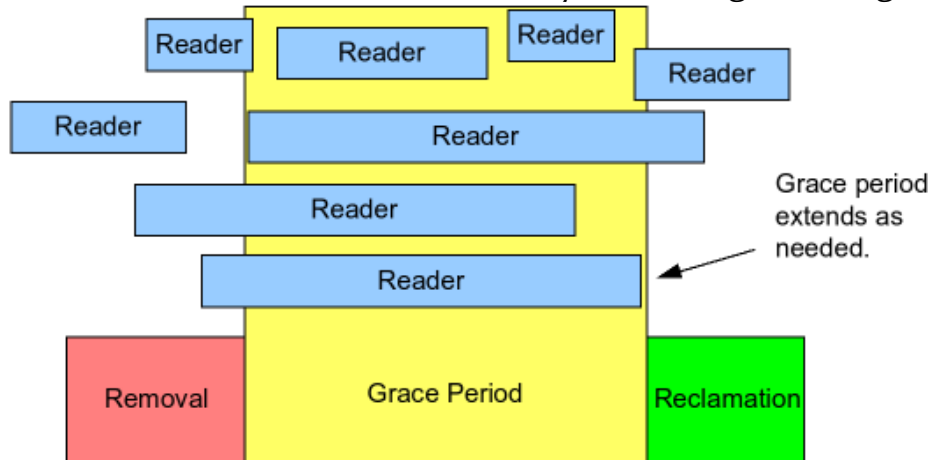 Reader
Reader
Reader
Reader
Reader
Reader
Reader
Reader
Grace period
extends as
needed.
Removal
Grace Period
Reclamation